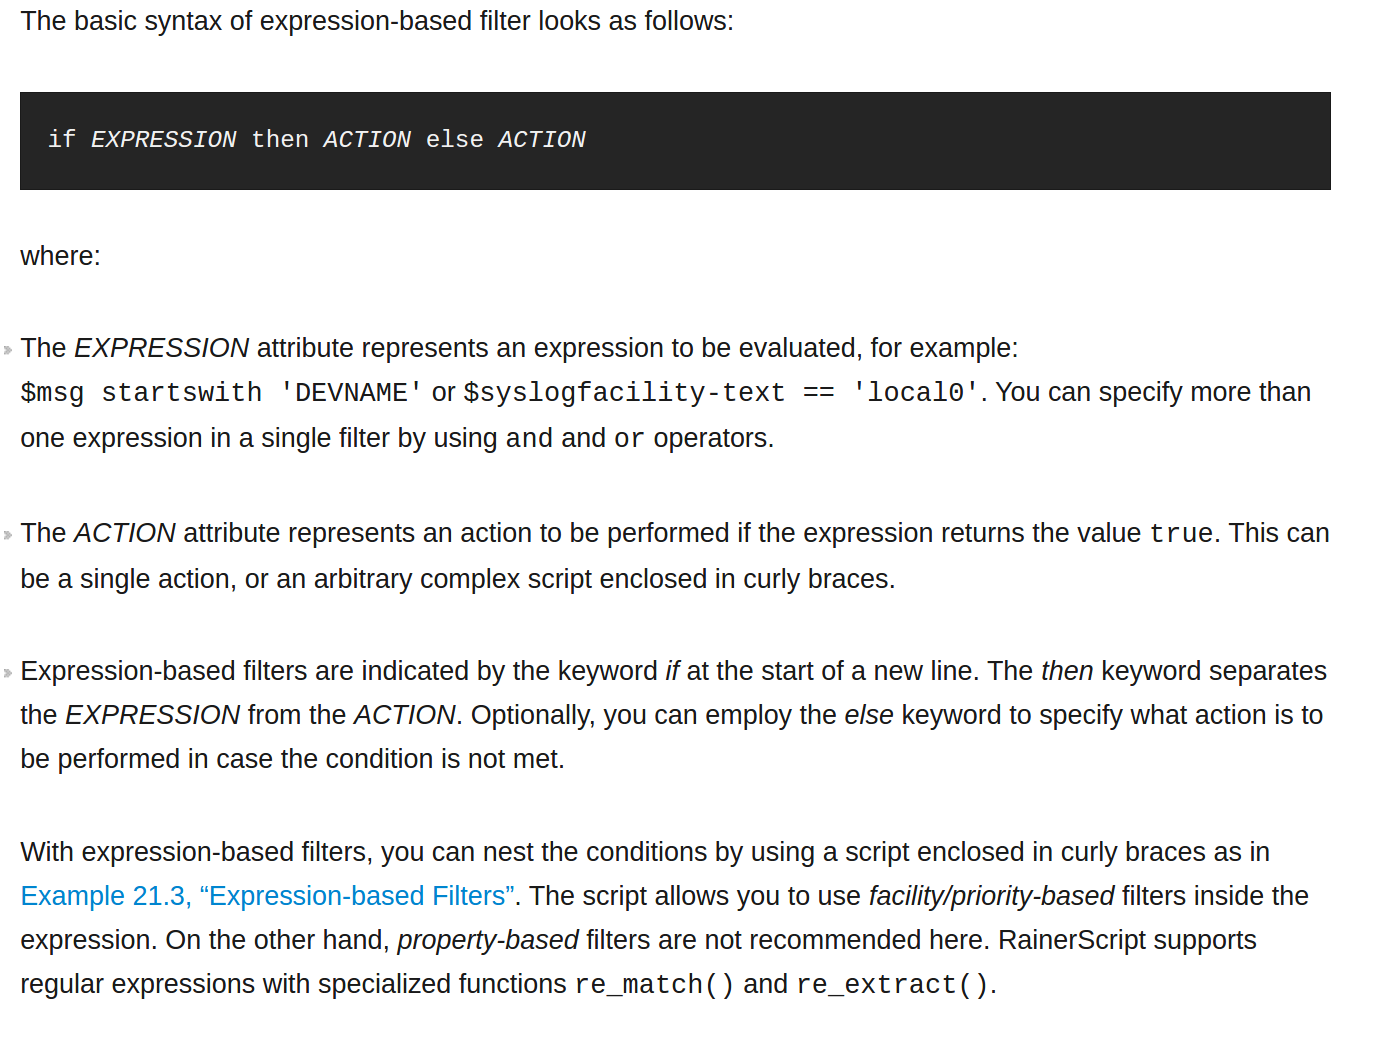 The basic syntax of expression-based filter looks as follows:
if EXPRESSION then ACTION else ACTION
where:
The EXPRESSION attribute represents an expression to be evaluated, for example:
$msg startswith 'DEVNAME' or $syslogfacility-text == 'local0'. You can specify more than
one expression in a single filter by using and and or operators.
The ACTION attribute represents an action to be performed if the expression returns the value true. This can
be a single action, or an arbitrary complex script enclosed in curly braces.
Expression-based filters are indicated by the keyword if at the start of a new line. The then keyword separates
the EXPRESSION from the ACTION. Optionally, you can employ the else keyword to specify what action is to
be performed in case the condition is not met.
With expression-based filters, you can nest the conditions by using a script enclosed in curly braces as in
Example 21.3, “Expression-based Filters”. The script allows you to use facility/priority-based filters inside the
expression. On the other hand, property-based filters are not recommended here. RainerScript supports
regular expressions with specialized functions re_match() and re_extract().